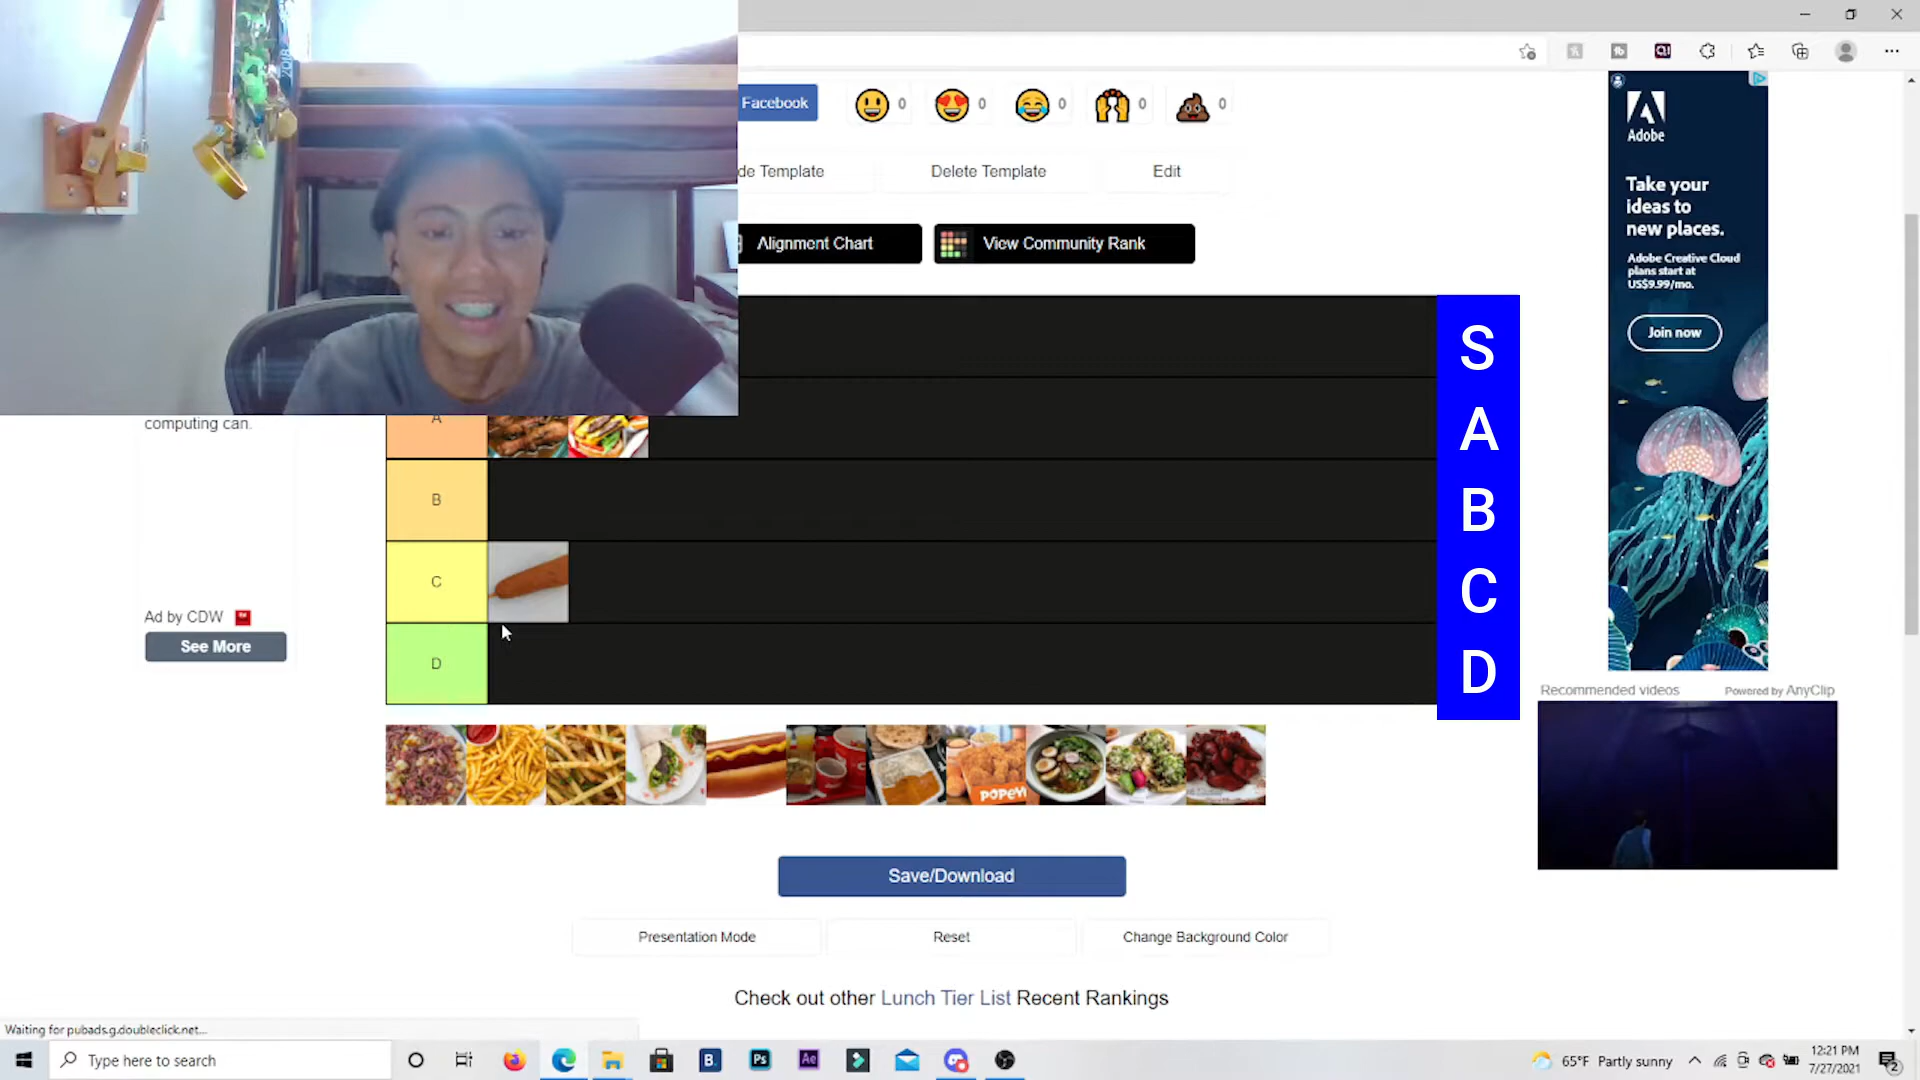 Facebook
0
0
0
0
0
de Template
Delete Template
Edit
Alignment Chart
View Community Rank
Adobe
Take your
ideas to
new places.
Adobe Creative Cloud
plans start at
US$9.99/mo.
Join now
S
A
B
C
D
computing can.
A
B
C
D
Ad by CDW
See More
Recommended videos
Powered by AnyClip
POPEY
Save/Download
Presentation Mode
Reset
Change Background Color
Check out other Lunch Tier List Recent Rankings
Waiting for pubads.g.doubleclick.net...
Type here to search
B.
Ps
Ae
65°F Partly sunny
12:21 PM
7/27/2021
2